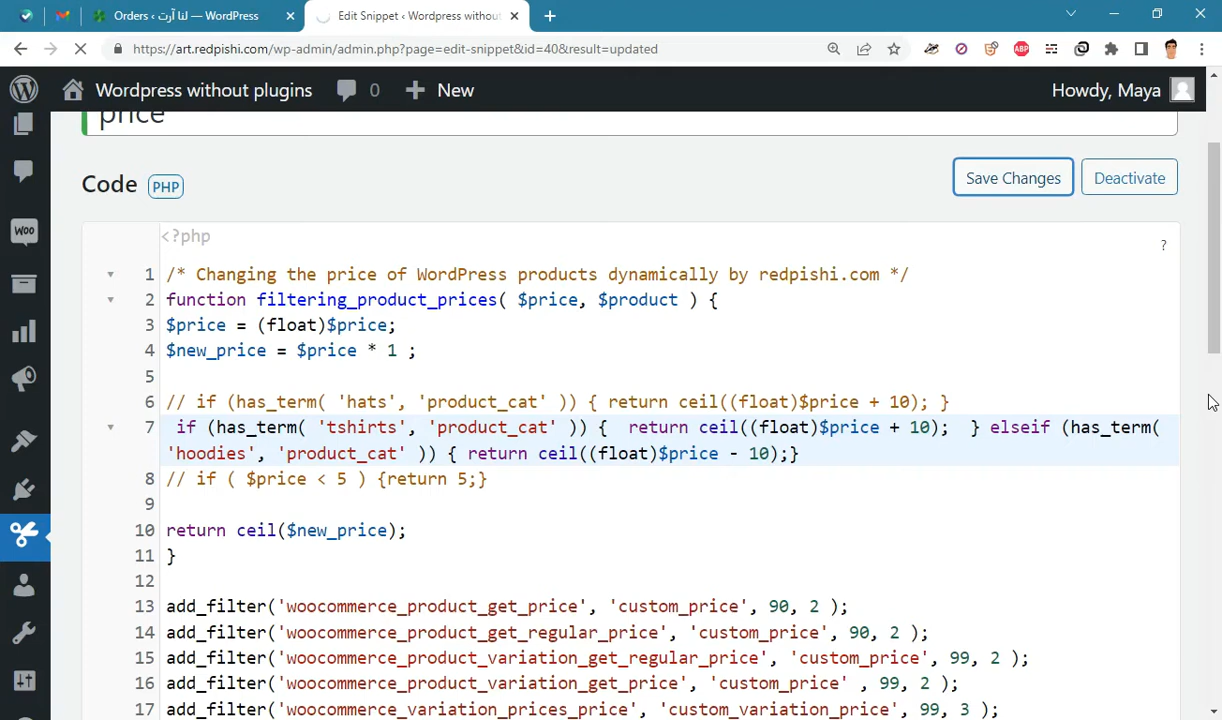 Orders ‹ لنا آرت — WordPress
Edit Snippet ‹ Wordpress without
https://art.redpishi.com/wp-admin/admin.php?page=edit-snippet&id=40&result=updated
ABP
Wordpress without plugins
0
New
Howdy, Maya
price
Code
PHP
Save Changes
Deactivate
Woo
<?php
?
1 /* Changing the price of WordPress products dynamically by redpishi.com */
2 function filtering_product_prices( $price, $product ) {
3 $price = (float)$price;
4 $new_price = $price * 1 ;
5
6 // if (has_term( 'hats', 'product_cat' )) { return ceil((float)$price + 10); }
7 if (has_term( 'tshirts', 'product_cat' )) {  return ceil((float)$price + 10);  } elseif (has_term(
'hoodies', 'product_cat' )) { return ceil((float)$price - 10);}
8 // if ( $price < 5 ) {return 5;}
9
10 return ceil($new_price);
11 }
12
13 add_filter('woocommerce_product_get_price', 'custom_price', 90, 2 );
14 add_filter('woocommerce_product_get_regular_price', 'custom_price', 90, 2 );
15 add_filter('woocommerce_product_variation_get_regular_price', 'custom_price', 99, 2 );
16 add_filter('woocommerce_product_variation_get_price', 'custom_price' , 99, 2 );
17 add_filter('woocommerce_variation_prices_price', 'custom_variation_price', 99, 3 );